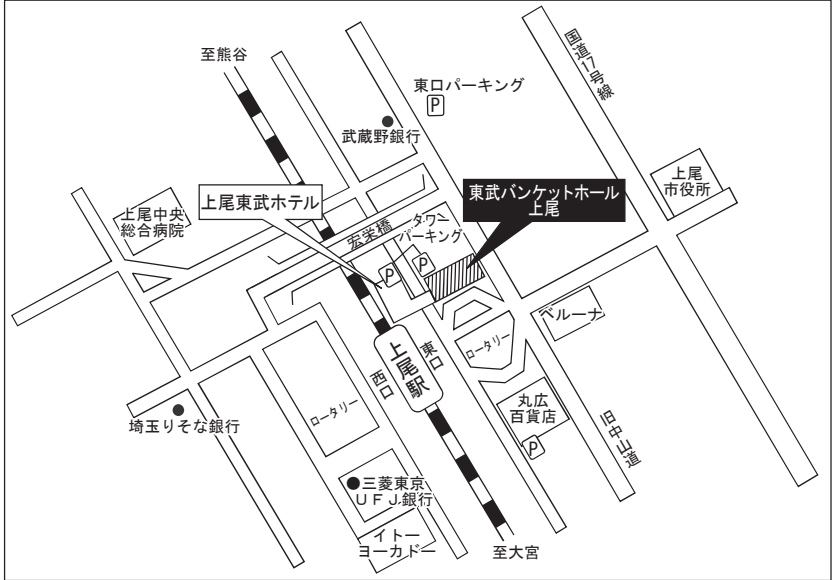 至熊谷
国道17号線
東口パーキング
P
武蔵野銀行
上尾
市役所
上尾中央
総合病院
上尾東武ホテル
東武バンケットホール
上尾
宏栄橋
タワー
パーキング
P
P
ベルーナ
上尾駅
東口
西口
ロータリー
ロータリー
丸広
百貨店
P
旧中山道
埼玉りそな銀行
三菱東京
UFJ銀行
イトー
ヨーカドー
至大宮